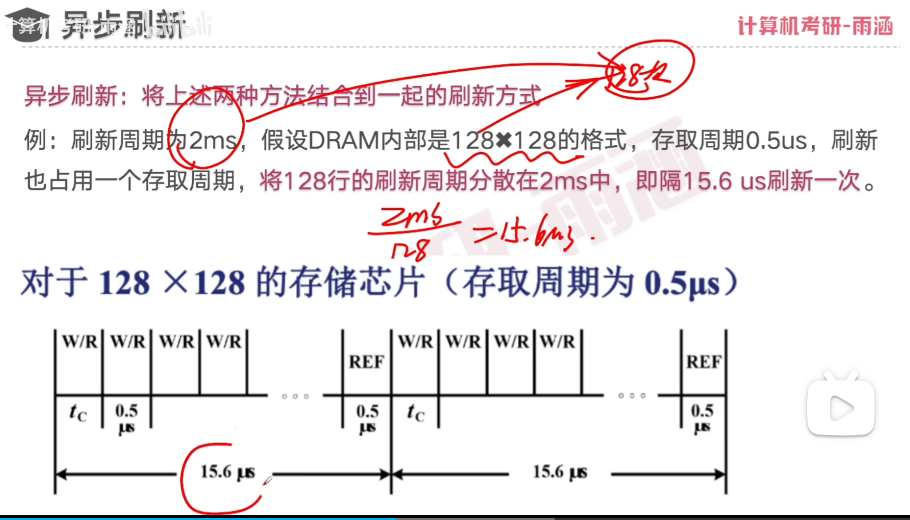 异步刷新
计算机考研-雨涵
128次
异步刷新：将上述两种方法结合到一起的刷新方式
例：刷新周期为2ms，假设DRAM内部是128✖128的格式，存取周期0.5us，刷新
也占用一个存取周期，将128行的刷新周期分散在2ms中，即隔15.6 us刷新一次。
2ms
128
=15.6us.
对于 128 ×128 的存储芯片（存取周期为 0.5μs）
W/R W/R W/R W/R REF W/R W/R W/R W/R REF
tC 0.5 μs 0.5 μs tC 0.5 μs
15.6 μs 15.6 μs